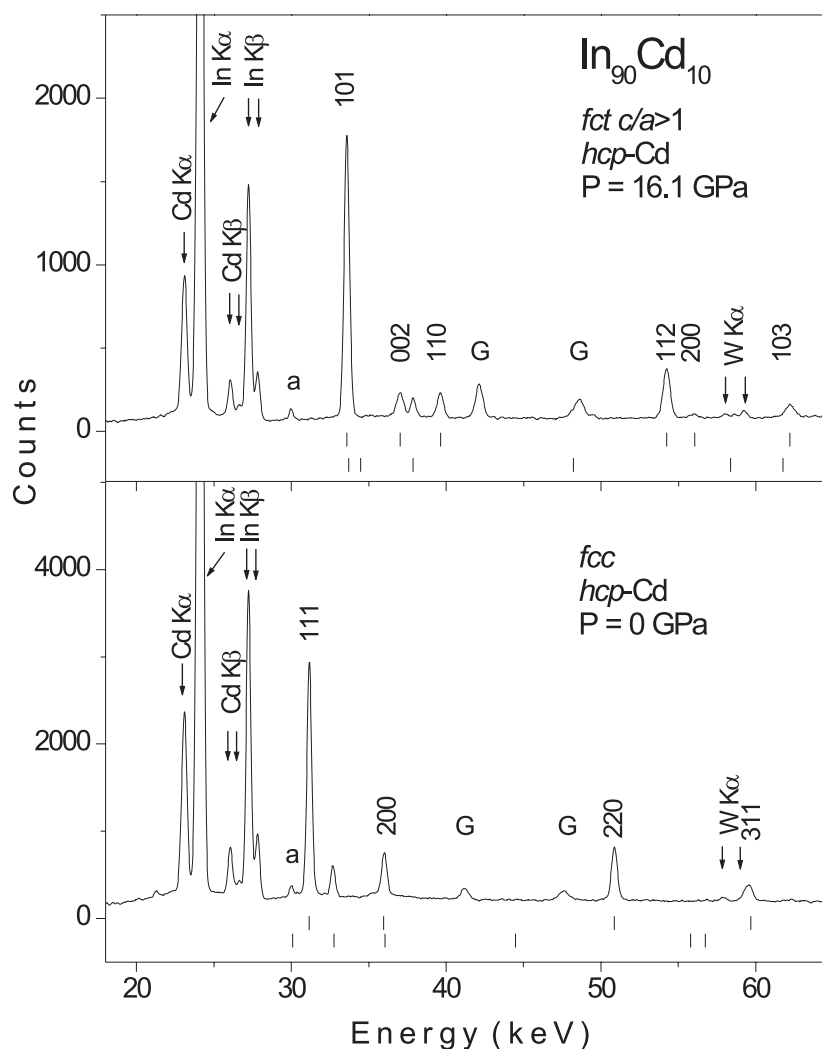 In90Cd10
fct c/a>1
hcp-Cd
P = 16.1 GPa
In Kα
In Kβ
Cd Kα
Cd Kβ
a
101
002
110
G
G
112
200
W Kα
103
2000
1000
0
Counts
fcc
hcp-Cd
P = 0 GPa
In Kα
In Kβ
Cd Kα
Cd Kβ
a
111
200
G
G
220
W Kα
311
4000
2000
0
20 30 40 50 60
Energy (keV)